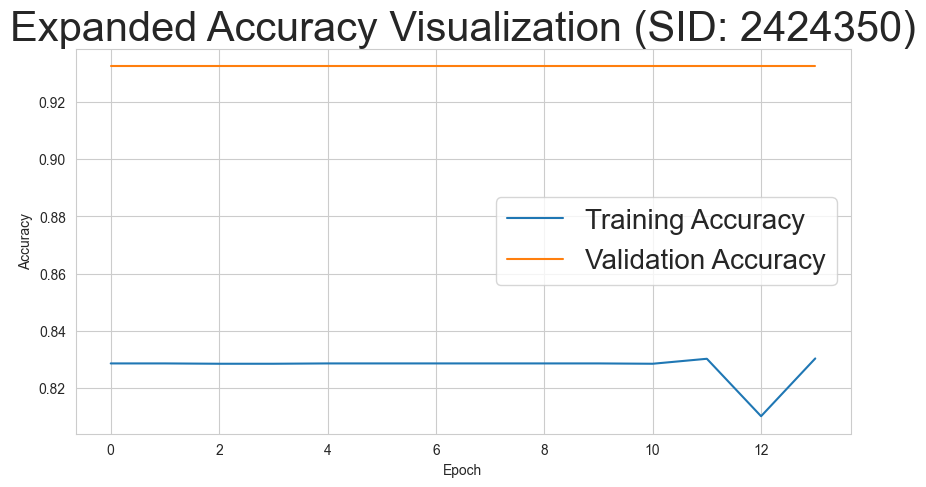 Expanded Accuracy Visualization (SID: 2424350)
0.92
0.90
0.88
0.86
0.84
0.82
Accuracy
Training Accuracy
Validation Accuracy
0 2 4 6 8 10 12
Epoch